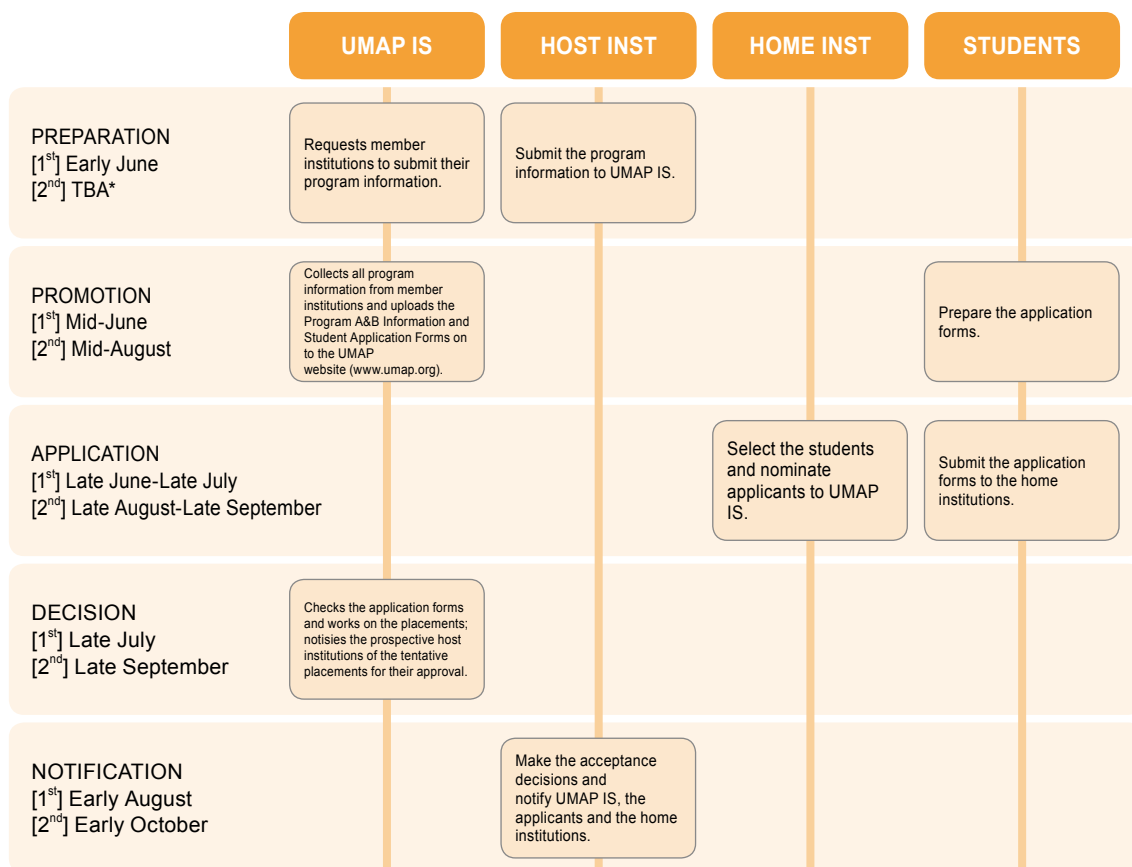 UMAP IS
HOST INST
HOME INST
STUDENTS
PREPARATION
[1st] Early June
[2nd] TBA*
Requests member
institutions to submit their
program information.
Submit the program
information to UMAP IS.
PROMOTION
[1st] Mid-June
[2nd] Mid-August
Collects all program
information from member
institutions and uploads the
Program A&B Information and
Student Application Forms on
to the UMAP
website (www.umap.org).
Prepare the application
forms.
APPLICATION
[1st] Late June-Late July
[2nd] Late August-Late September
Select the students
and nominate
applicants to UMAP
IS.
Submit the application
forms to the home
institutions.
DECISION
[1st] Late July
[2nd] Late September
Checks the application forms
and works on the placements;
notisies the prospective host
institutions of the tentative
placements for their approval.
NOTIFICATION
[1st] Early August
[2nd] Early October
Make the acceptance
decisions and
notify UMAP IS, the
applicants and the home
institutions.